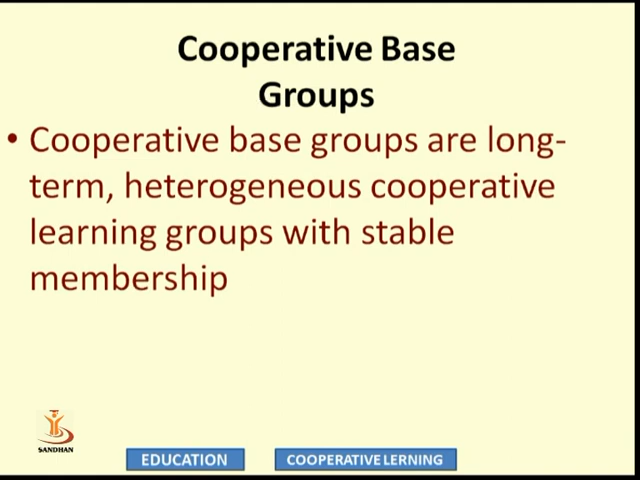 Cooperative Base
Groups
• Cooperative base groups are long-
term, heterogeneous cooperative
learning groups with stable
membership
SANDHAN
EDUCATION
COOPERATIVE LERNING